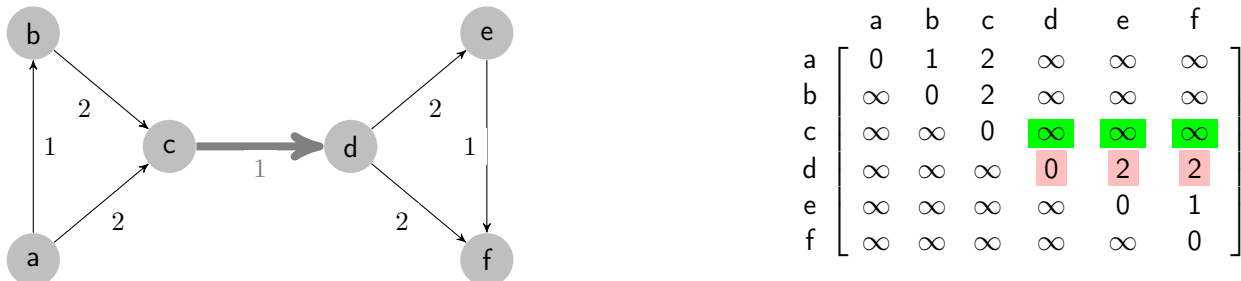 b
e
2
2
1
c
d
1
1
2
2
a
f
a b c d e f
a 0 1 2 ∞ ∞ ∞
b ∞ 0 2 ∞ ∞ ∞
c ∞ ∞ 0 ∞ ∞ ∞
d ∞ ∞ ∞ 0 2 2
e ∞ ∞ ∞ ∞ 0 1
f ∞ ∞ ∞ ∞ ∞ 0